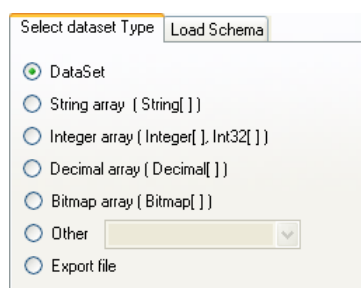 Select dataset Type Load Schema
DataSet
String array ( String[ ] )
Integer array ( Integer[ ], Int32[ ] )
Decimal array ( Decimal[ ] )
Bitmap array ( Bitmap[ ] )
Other
Export file